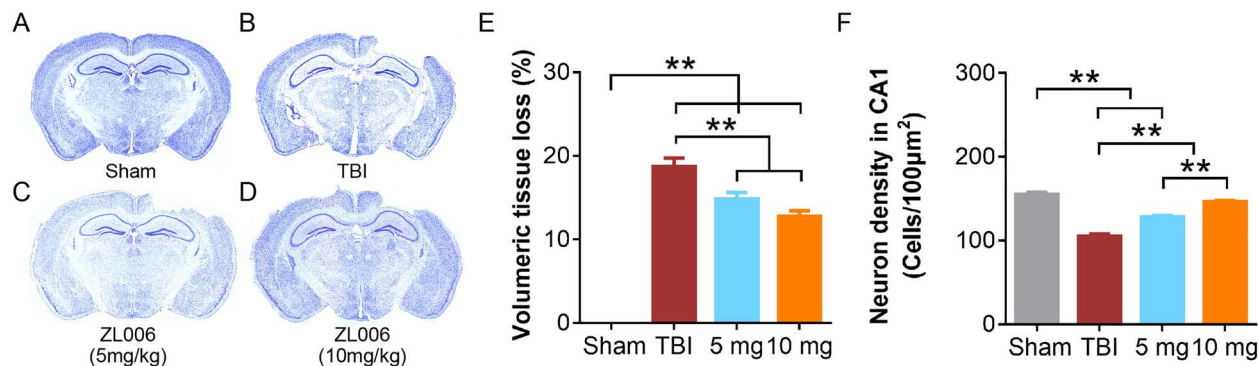 A
B
Sham
TBI
C
D
ZL006
(5mg/kg)
ZL006
(10mg/kg)
E
Volumeric tissue loss (%)
30
20
10
0
**
**
Sham TBI 5 mg 10 mg
F
Neuron density in CA1
(Cells/100µm²)
300
200
100
0
**
**
**
Sham TBI 5 mg 10 mg